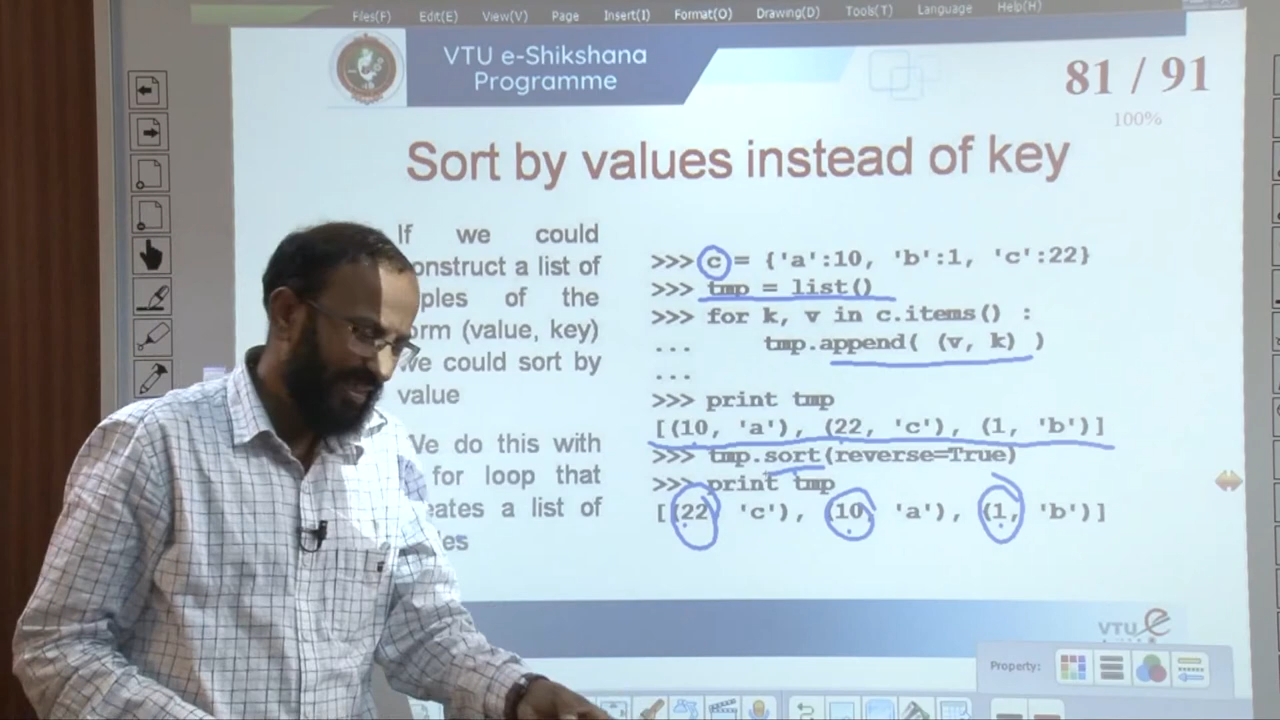 Files(F) Edit(E) View(V) Page Insert(I) Format(O) Drawing(D) Tools(T) Language Help(H)
VTU e-Shikshana
Programme
81 / 91
100%
Sort by values instead of key
If we could
onstruct a list of
ples of the
orm (value, key)
we could sort by
value
We do this with
for loop that
eates a list of
es
>>> c = {'a':10, 'b':1, 'c':22}
>>> tmp = list()
>>> for k, v in c.items() :
... tmp.append( (v, k) )
...
>>> print tmp
[(10, 'a'), (22, 'c'), (1, 'b')]
>>> tmp.sort(reverse=True)
>>> print tmp
[(22, 'c'), (10, 'a'), (1, 'b')]
VTU e
Property: